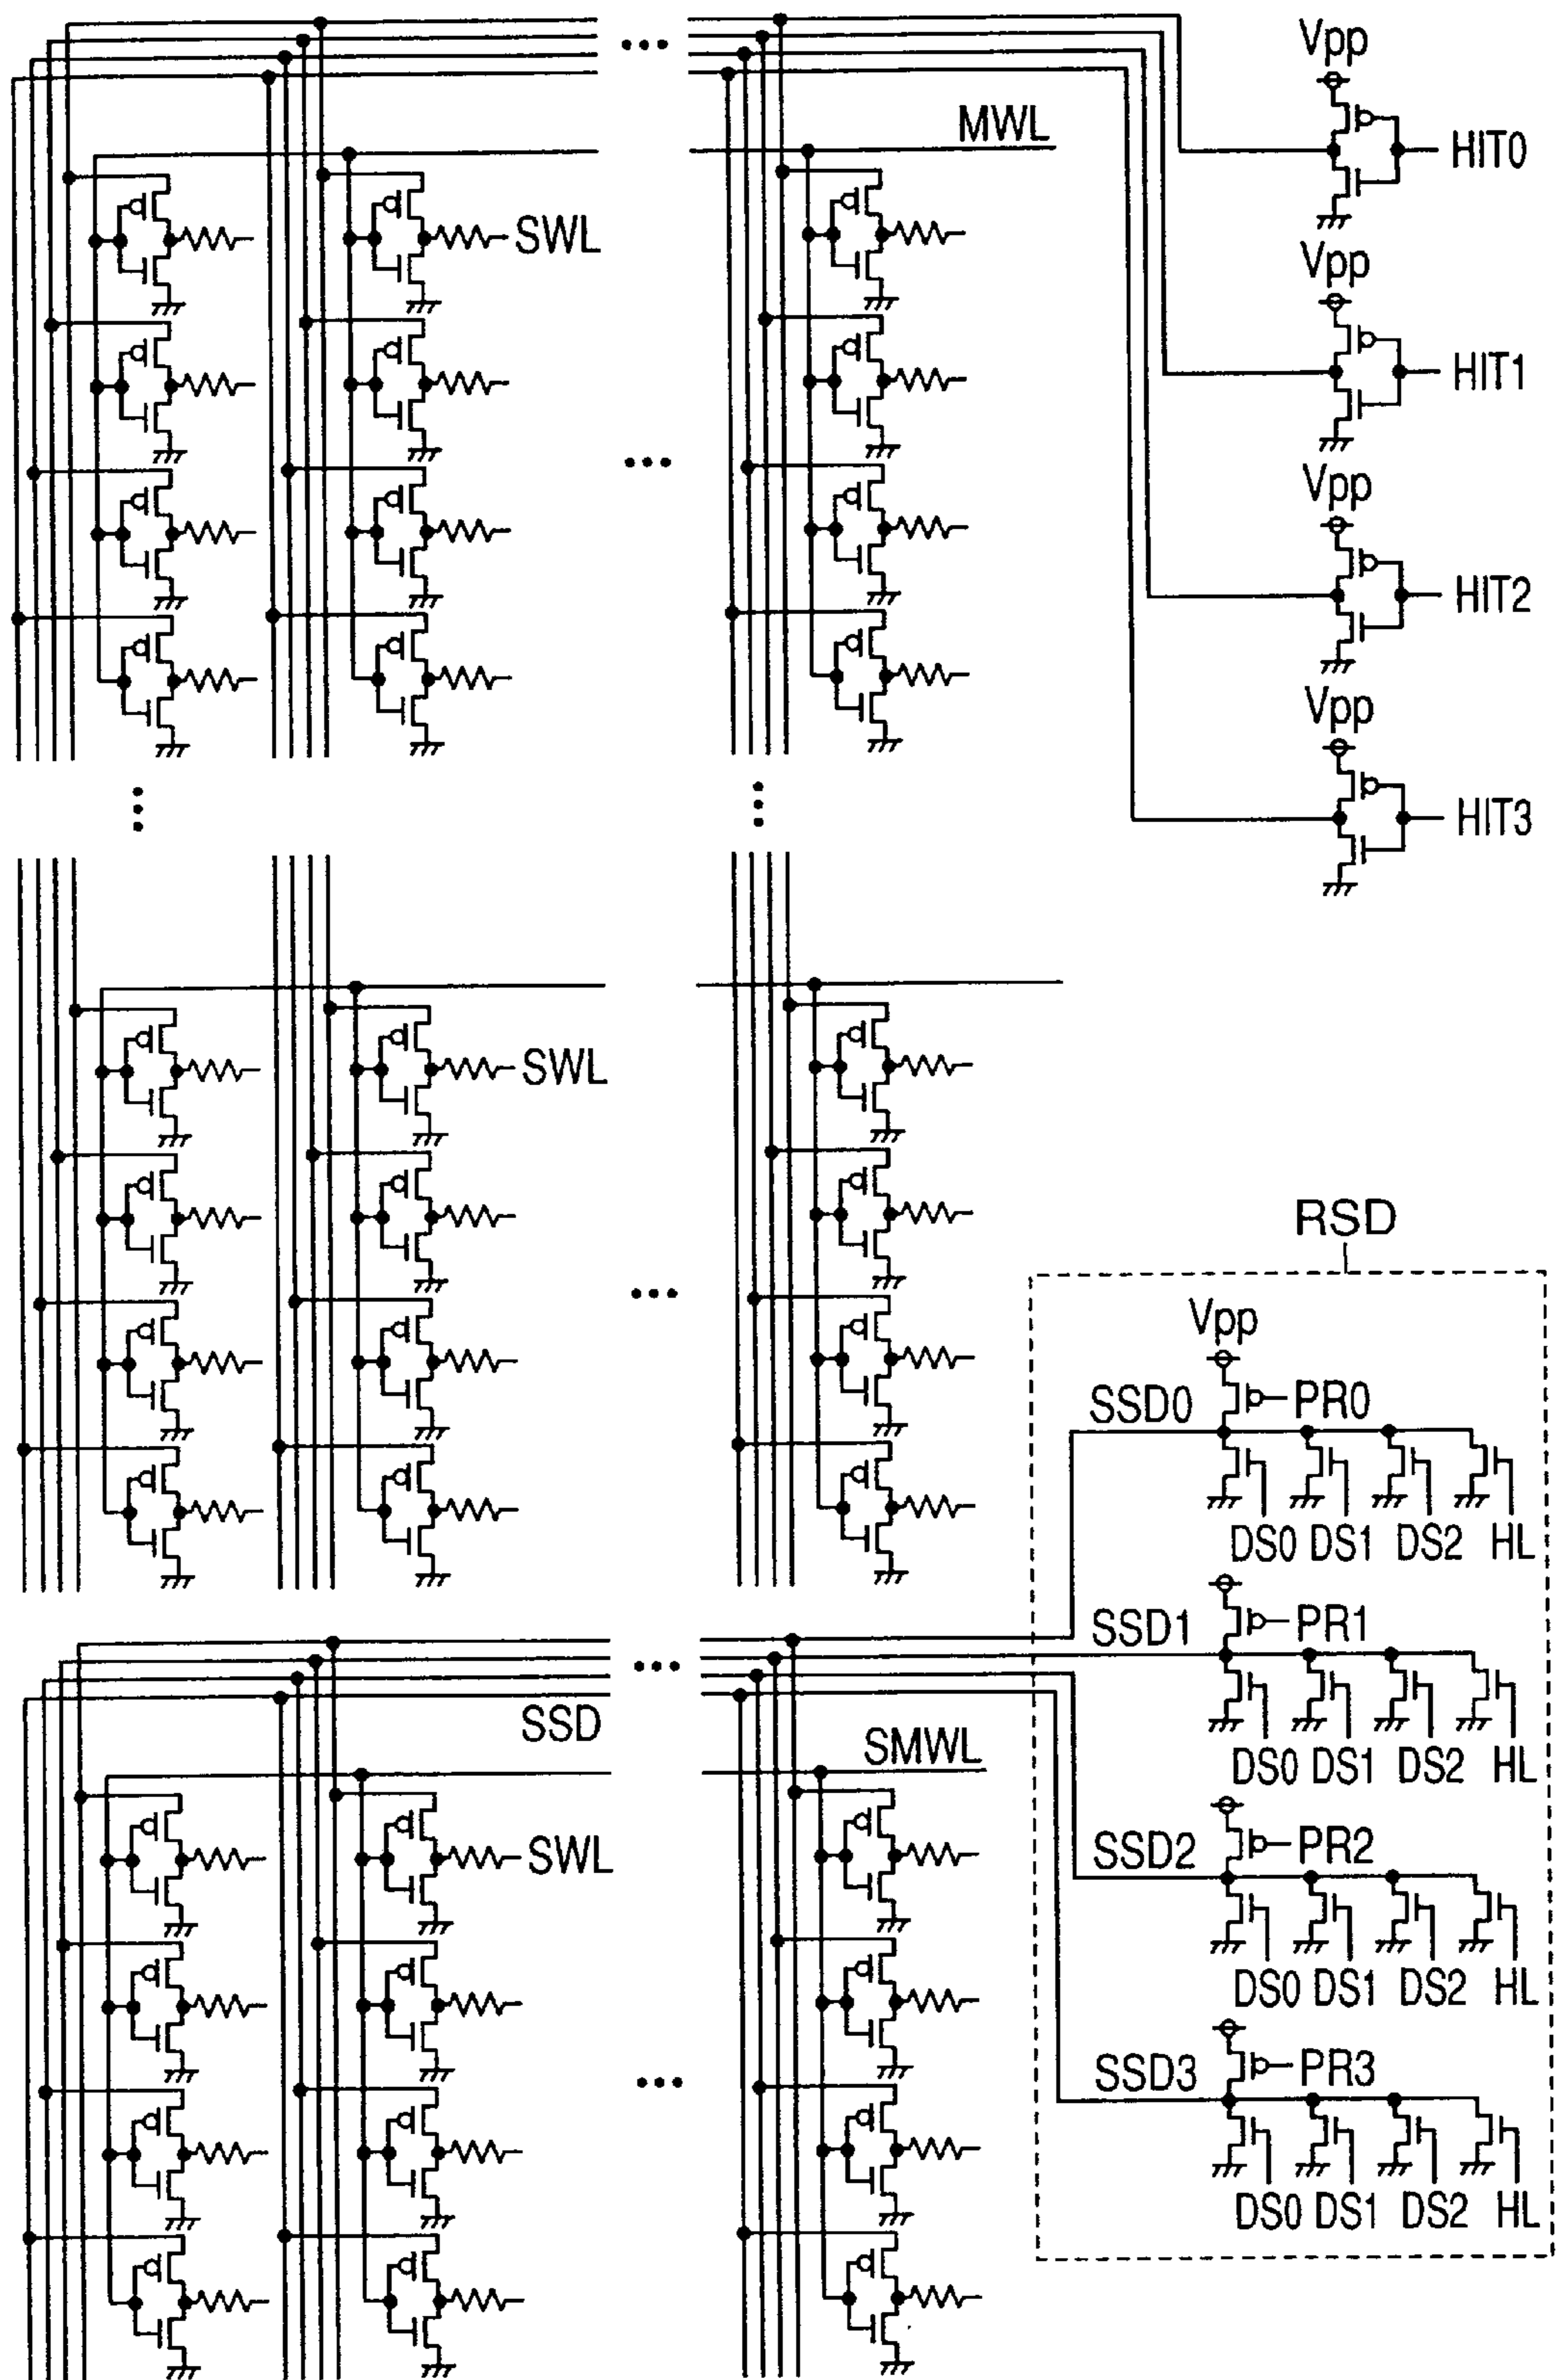 Vpp
MWL
HIT0
SWL
Vpp
HIT1
Vpp
HIT2
Vpp
HIT3
SWL
RSD
Vpp
SSD0
PR0
DS0 DS1 DS2 HL
SSD1
PR1
SSD
SMWL
DS0 DS1 DS2 HL
SSD2
PR2
SWL
DS0 DS1 DS2 HL
SSD3
PR3
DS0 DS1 DS2 HL